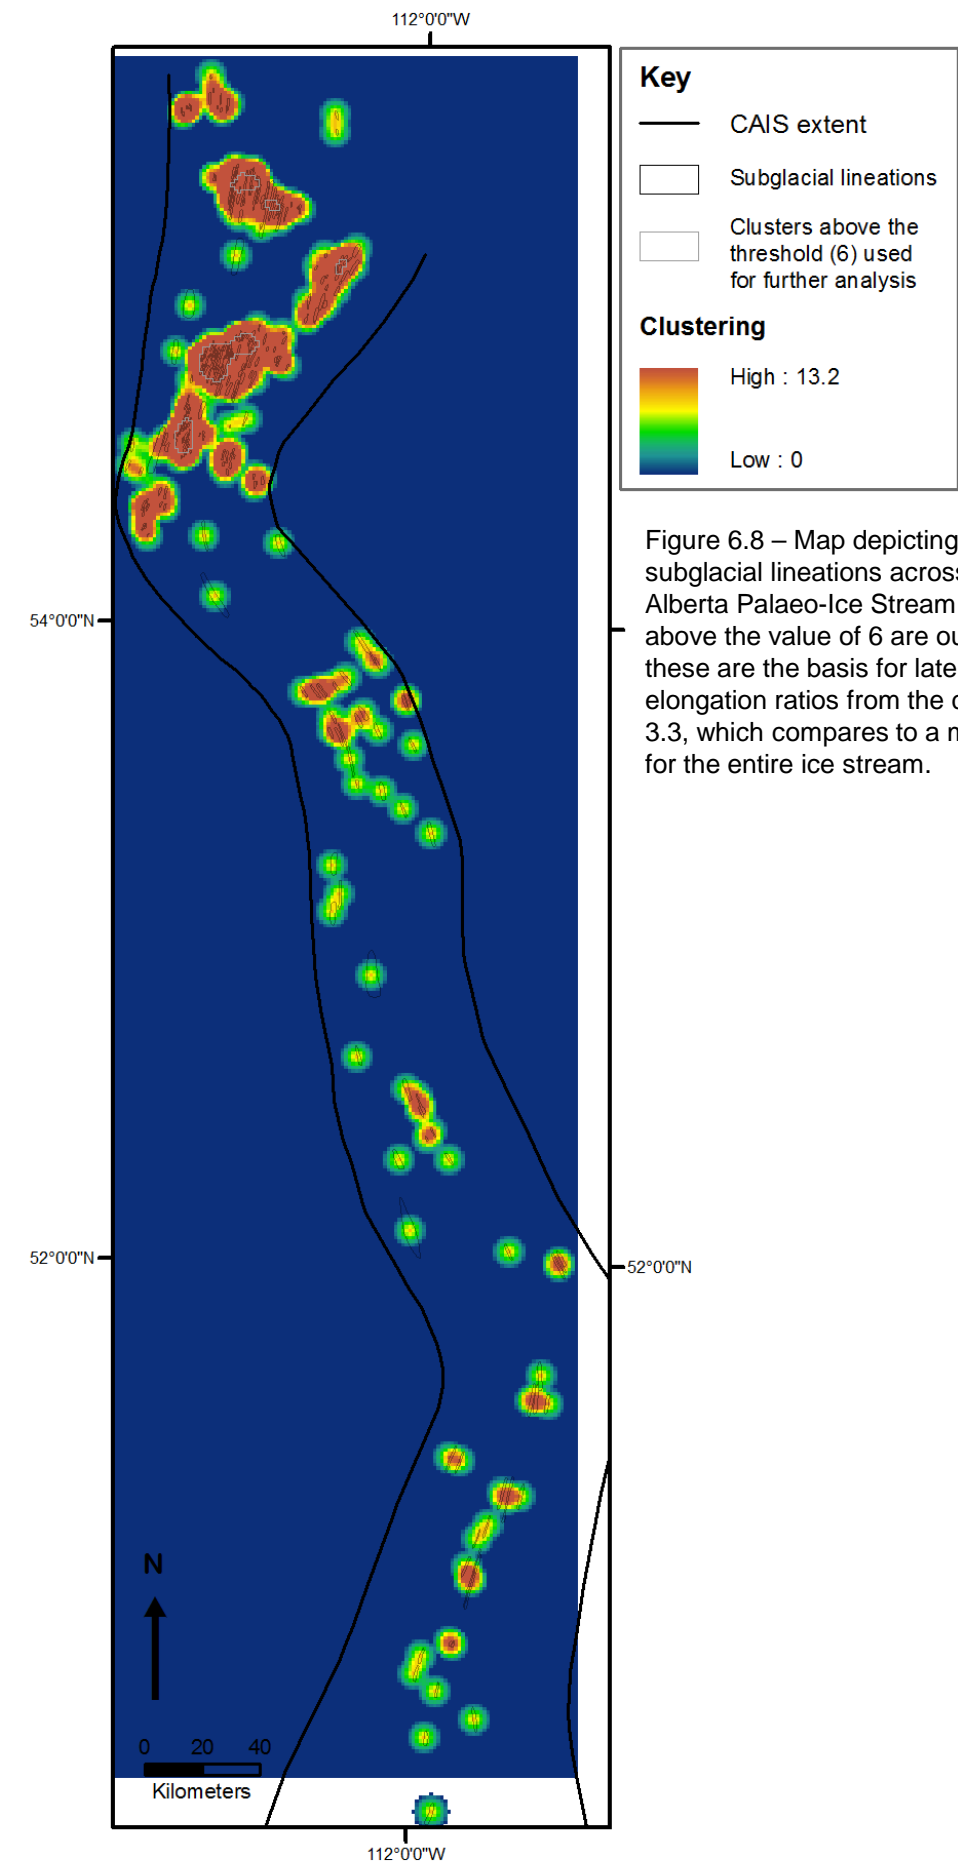 112°0'0"W
Key
CAIS extent
Subglacial lineations
Clusters above the
threshold (6) used
for further analysis
Clustering
High : 13.2
Low : 0
Figure 6.8 – Map depicting
subglacial lineations across
Alberta Palaeo-Ice Stream
above the value of 6 are
these are the basis for
elongation ratios from the
3.3, which compares to a
for the entire ice stream.
54°0'0"N
52°0'0"N
52°0'0"N
N
0 20 40
Kilometers
112°0'0"W